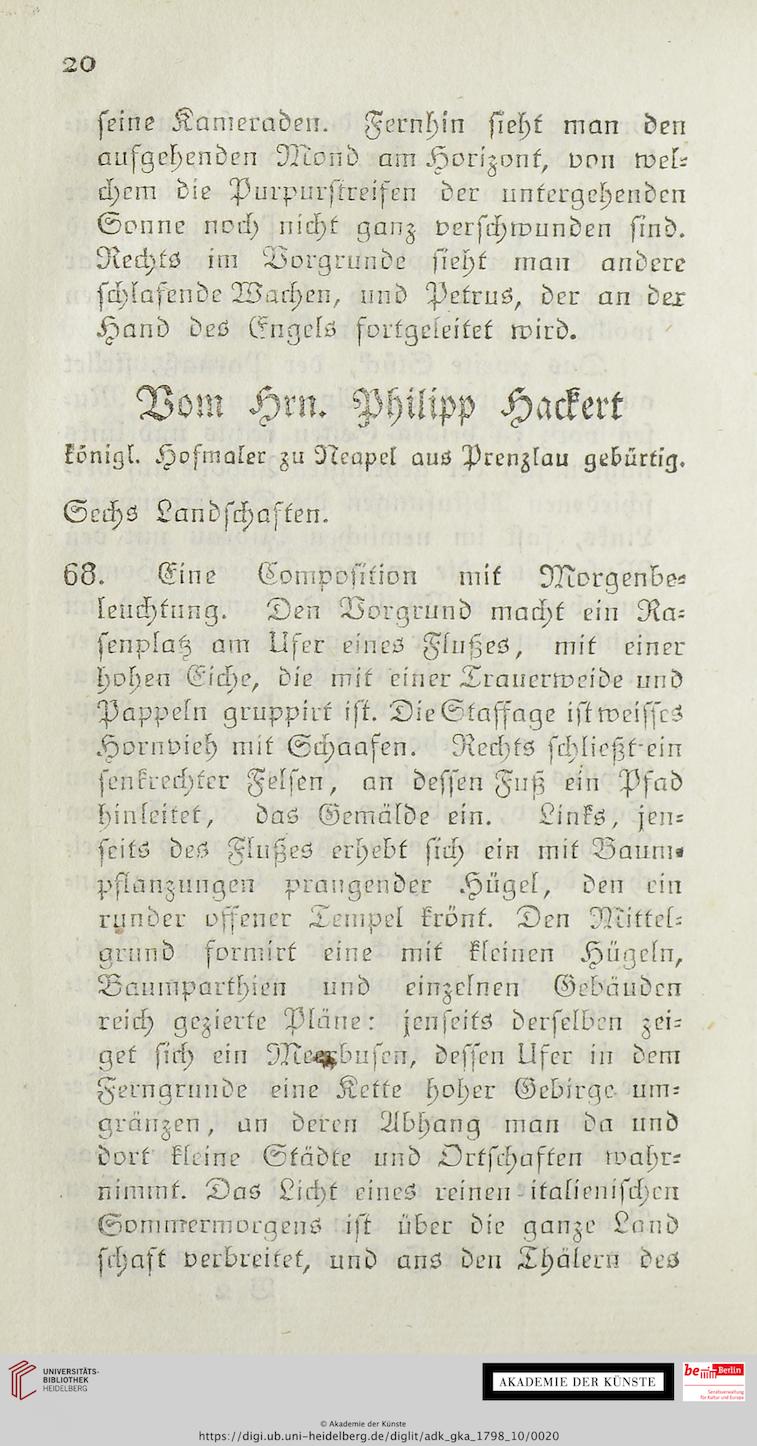 20
ſeine Kameraden. Fernhin ſieht man den
aufgehenden Mond am Horizont, von wel-
chem die Purpurſtreifen der untergehenden
Sonne noch nicht ganz verſchwunden ſind.
Rechts im Vorgrunde ſieht man andere
ſchlafende Wachen, und Petrus, der an der
Hand des Engels fortgeleitet wird.
Vom Hrn. Philipp Hackert
königl. Hofmaler zu Neapel aus Prenzlau gebürtig.
Sechs Landſchaften.
68. Eine Compoſition mit Morgenbe-
leuchtung. Den Vorgrund macht ein Ra-
ſenplatz am Ufer eines Flußes, mit einer
hohen Eiche, die mit einer Trauerweide und
Pappeln gruppirt iſt. Die Staffage iſt weiſſes
Hornvieh mit Schaafen. Rechts ſchließt ein
ſenkrechter Felſen, an deſſen Fuß ein Pfad
hinleitet, das Gemälde ein. Links, jen-
ſeits des Flußes erhebt ſich ein mit Baum-
pflanzungen prangender Hügel, den ein
runder offener Tempel krönt. Den Mittel-
grund formirt eine mit kleinen Hügeln,
Baumparthien und einzelnen Gebäuden
reich gezierte Pläne: jenſeits derſelben zei-
get ſich ein Meerbuſen, deſſen Ufer in dem
Ferngrunde eine Kette hoher Gebirge um-
gränzen, an deren Abhang man da und
dort kleine Städte und Ortſchaften wahr-
nimmt. Das Licht eines reinen italieniſchen
Sommermorgens iſt über die ganze Land
ſchaft verbreitet, und ans den Thälern des
UNIVERSITÄTS-
BIBLIOTHEK
HEIDELBERG
AKADEMIE DER KÜNSTE
be Berlin
Senatsverwaltung
für Kultur und Europa
© Akademie der Künste
https://digi.ub.uni-heidelberg.de/diglit/adk_gka_1798_10/0020